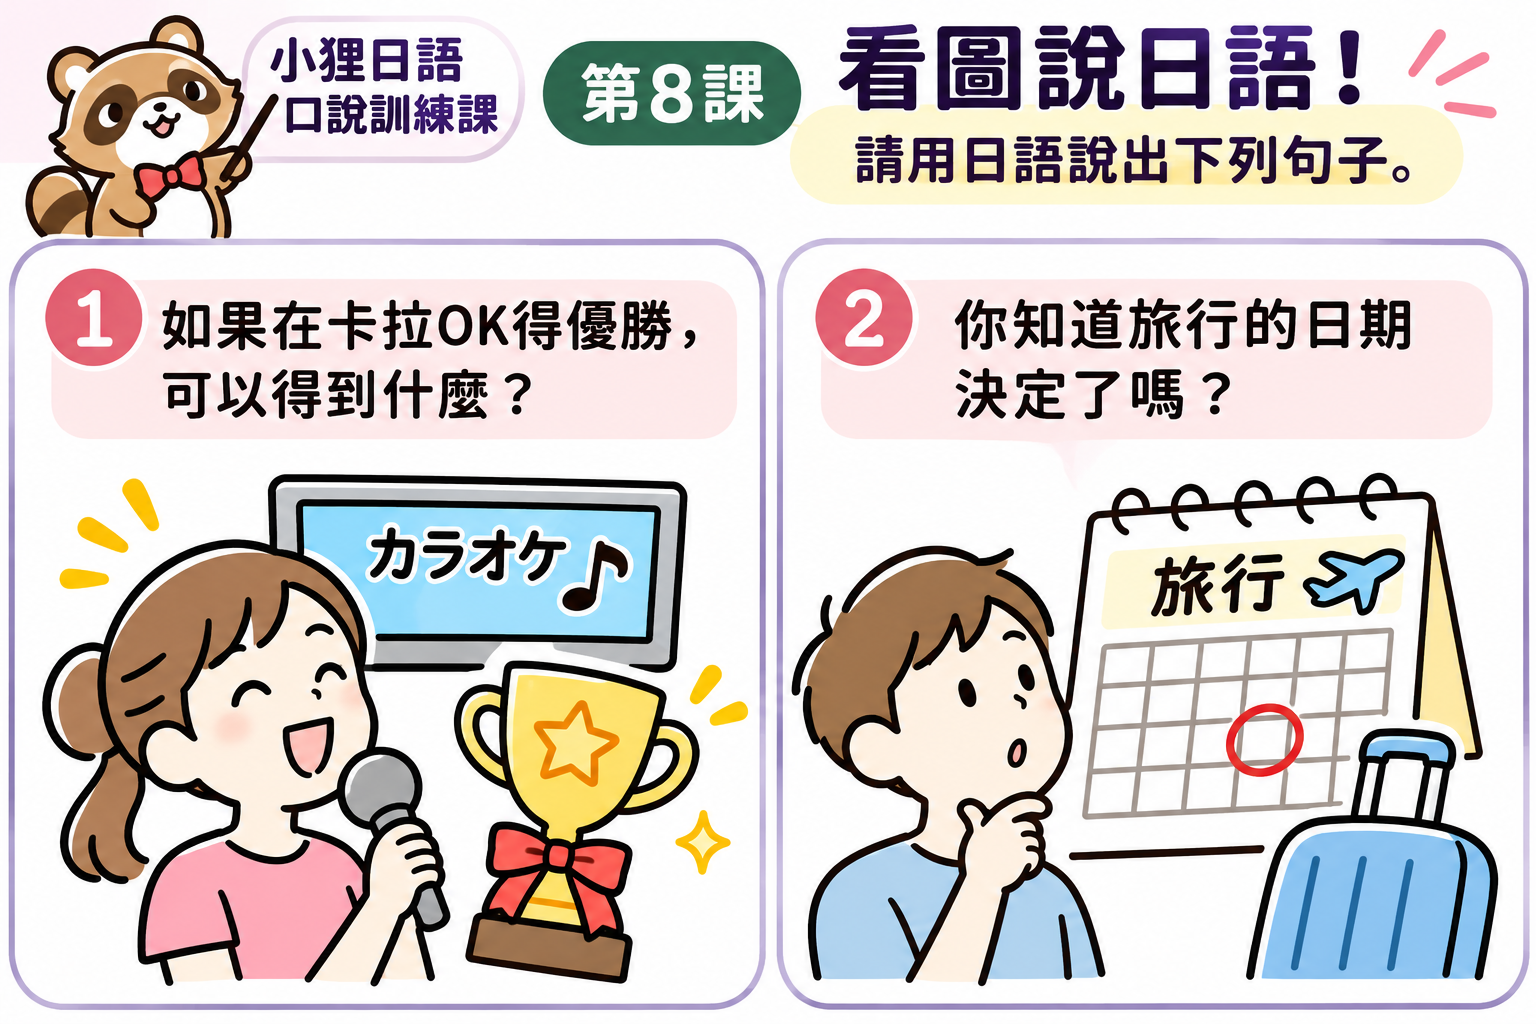 小狸日語
口說訓練課
第8課
看圖說日語！
請用日語說出下列句子。
1
如果在卡拉OK得優勝，
可以得到什麼？
カラオケ
2
你知道旅行的日期
決定了嗎？
旅行